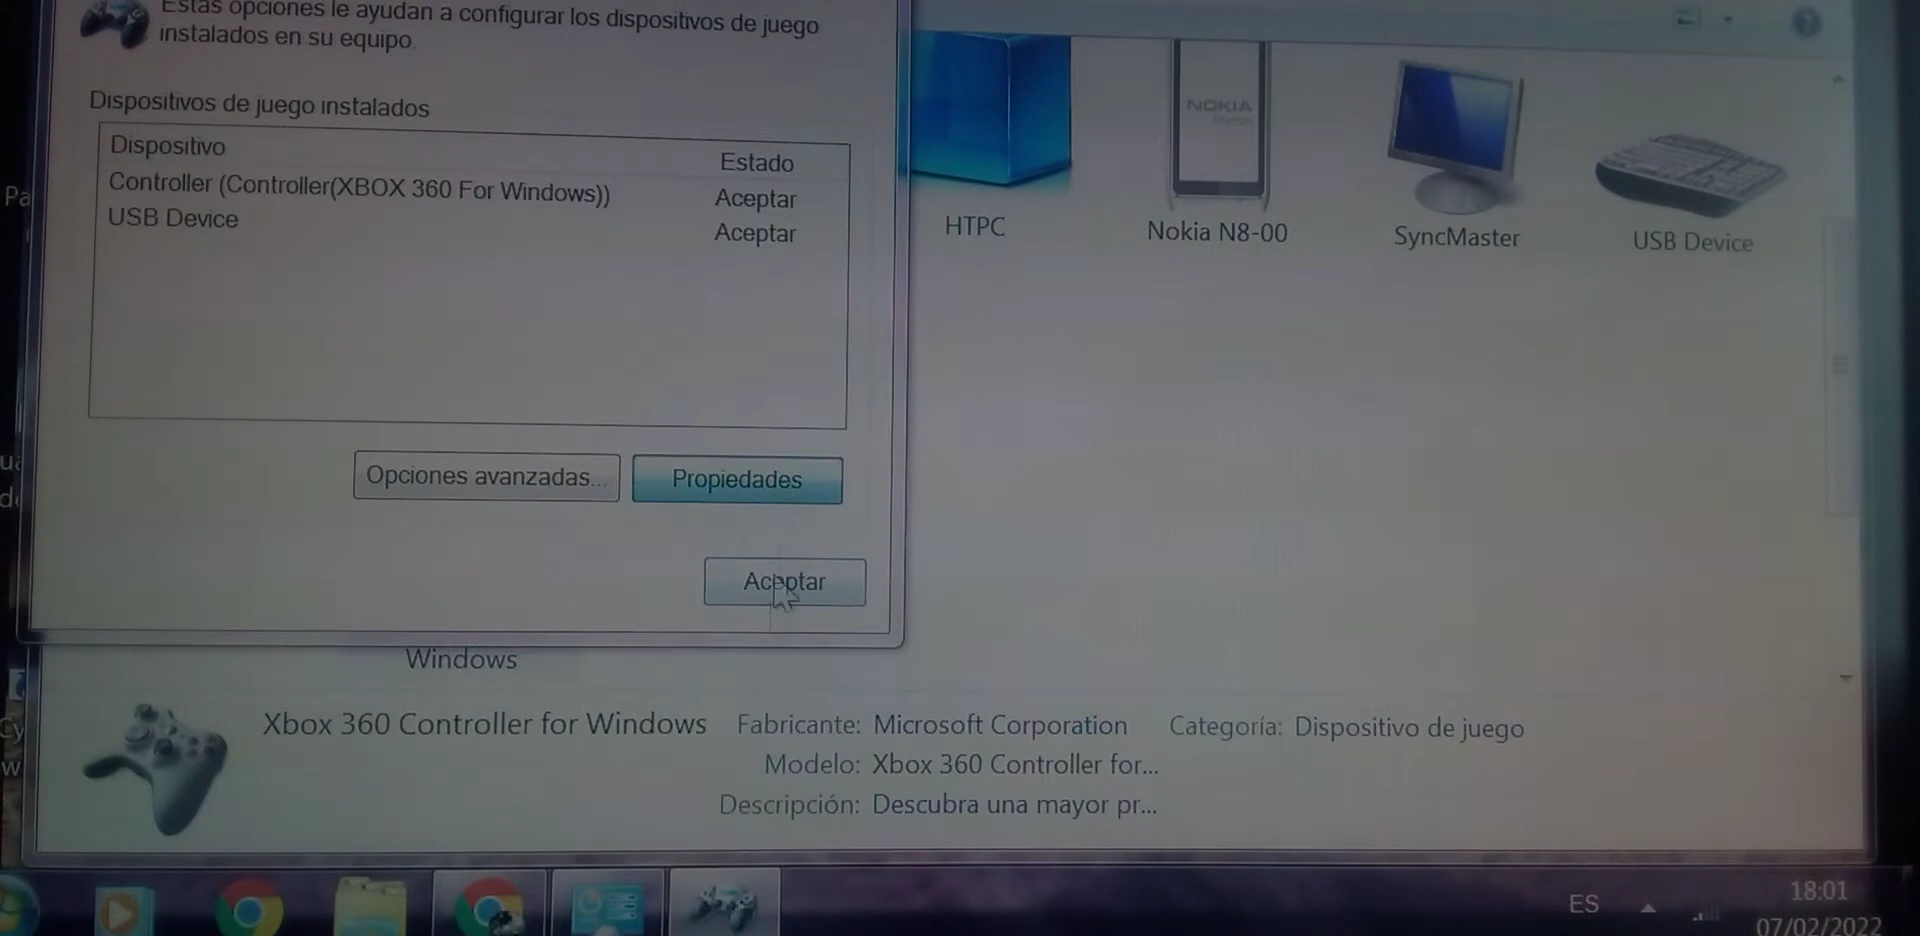 Estas opciones le ayudan a configurar los dispositivos de juego
instalados en su equipo.
Dispositivos de juego instalados
Dispositivo Estado
Controller (Controller(XBOX 360 For Windows)) Aceptar
USB Device Aceptar
Opciones avanzadas... Propiedades
Aceptar
NOKIA
HTPC Nokia N8-00 SyncMaster USB Device
Windows
Xbox 360 Controller for Windows Fabricante: Microsoft Corporation Categoría: Dispositivo de juego
Modelo: Xbox 360 Controller for...
Descripción: Descubra una mayor pr...
Pa
Cy
w
ES 18:01
07/02/2022